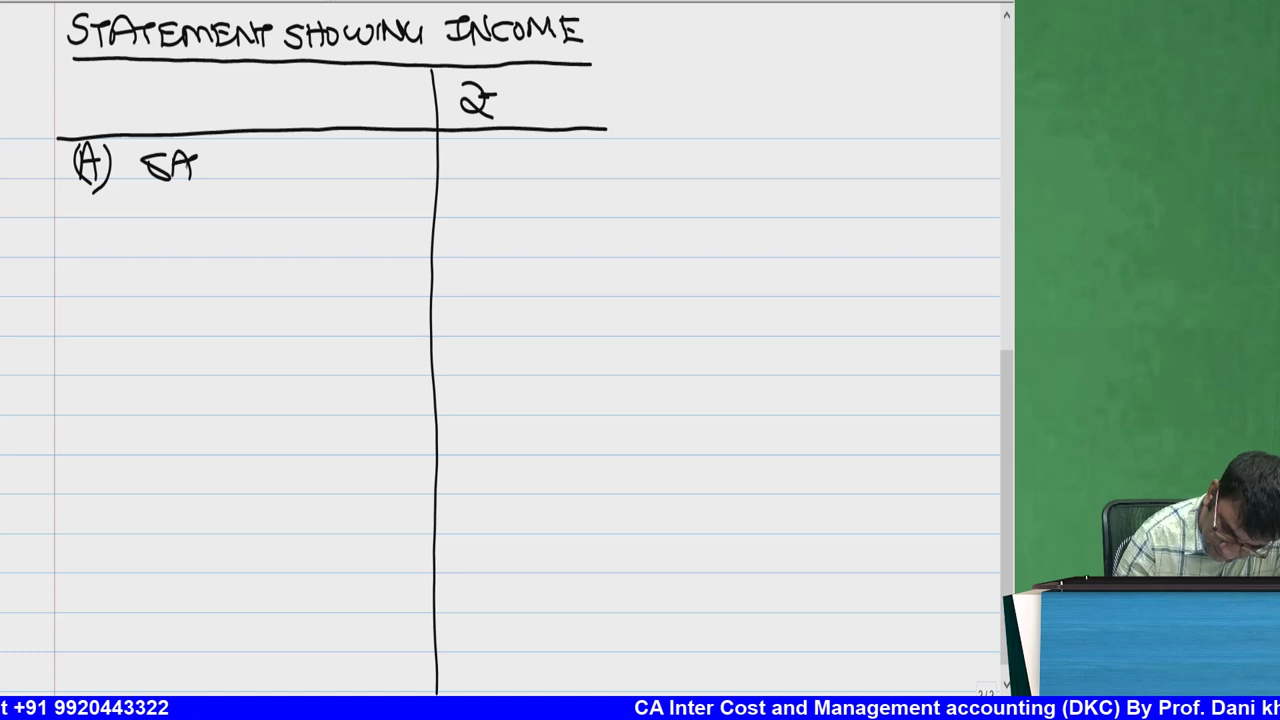 STATEMENT SHOWING INCOME
₹
(A) SA
t +91 9920443322 CA Inter Cost and Management accounting (DKC) By Prof. Dani kh